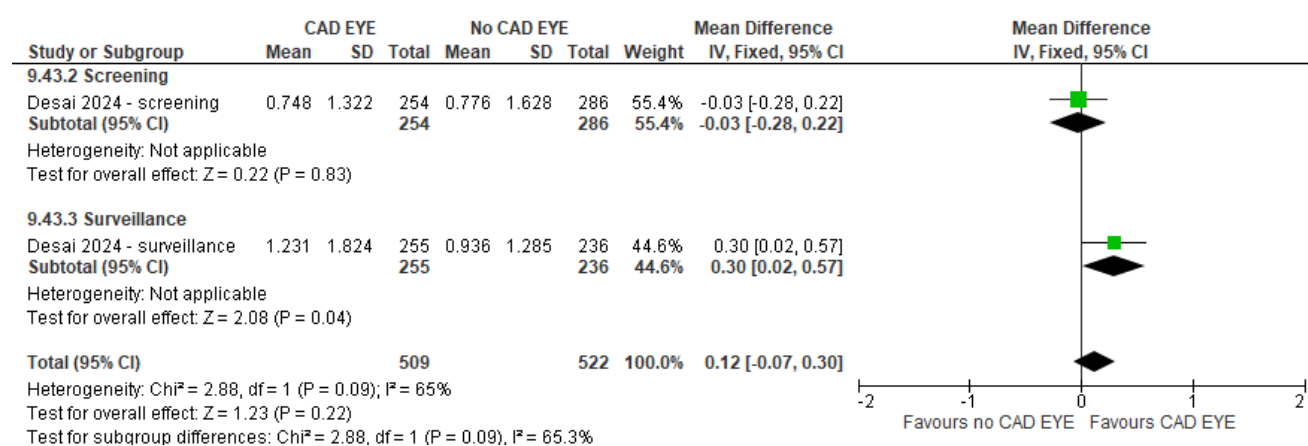 CAD EYE No CAD EYE Mean Difference Mean Difference
Study or Subgroup Mean SD Total Mean SD Total Weight IV, Fixed, 95% CI IV, Fixed, 95% CI
9.43.2 Screening
Desai 2024 - screening 0.748 1.322 254 0.776 1.628 286 55.4% -0.03 [-0.28, 0.22]
Subtotal (95% CI) 254 286 55.4% -0.03 [-0.28, 0.22]
Heterogeneity: Not applicable
Test for overall effect: Z = 0.22 (P = 0.83)
9.43.3 Surveillance
Desai 2024 - surveillance 1.231 1.824 255 0.936 1.285 236 44.6% 0.30 [0.02, 0.57]
Subtotal (95% CI) 255 236 44.6% 0.30 [0.02, 0.57]
Heterogeneity: Not applicable
Test for overall effect: Z = 2.08 (P = 0.04)
Total (95% CI) 509 522 100.0% 0.12 [-0.07, 0.30]
Heterogeneity: Chi² = 2.88, df = 1 (P = 0.09); I² = 65%
Test for overall effect: Z = 1.23 (P = 0.22)
Test for subgroup differences: Chi² = 2.88, df = 1 (P = 0.09), I² = 65.3%
-2 -1 0 1 2
Favours no CAD EYE Favours CAD EYE